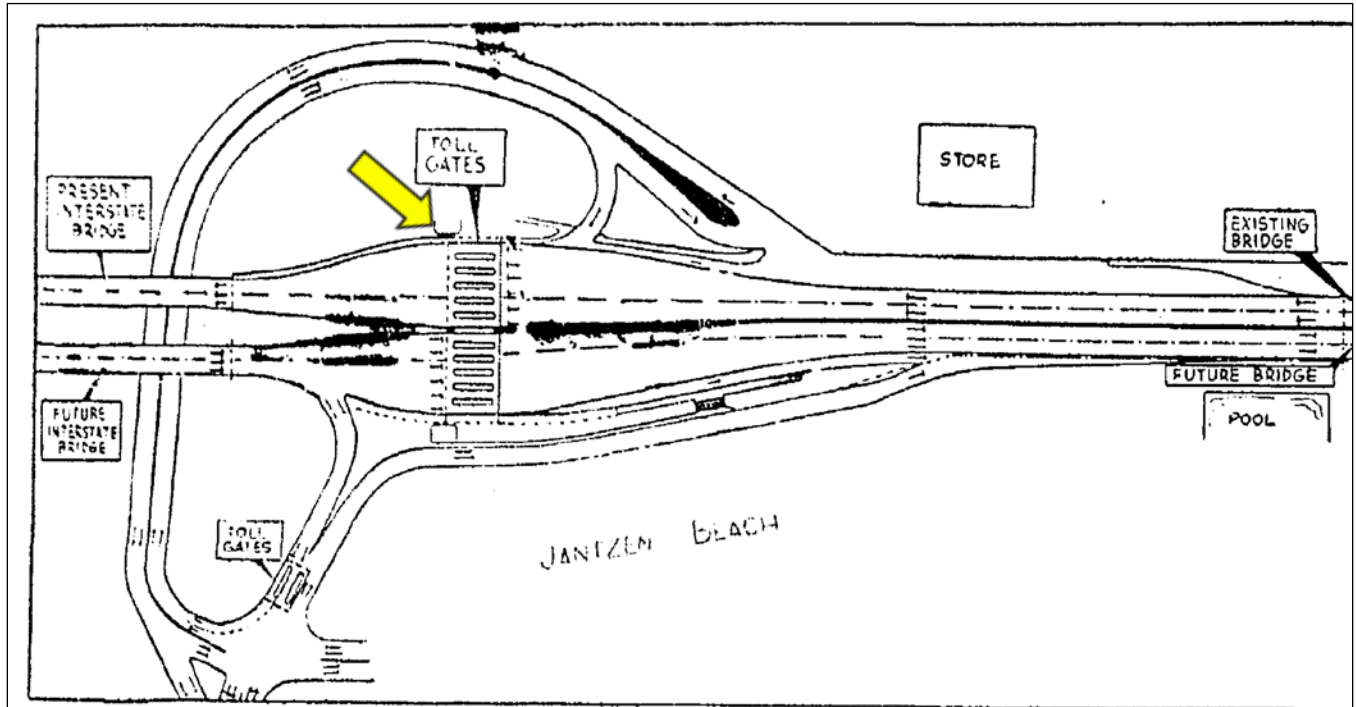 TOLL
GATES
STORE
PRESENT
INTERSTATE
BRIDGE
EXISTING
BRIDGE
FUTURE BRIDGE
FUTURE
INTERSTATE
BRIDGE
POOL
TOLL
GATES
JANTZEN BEACH